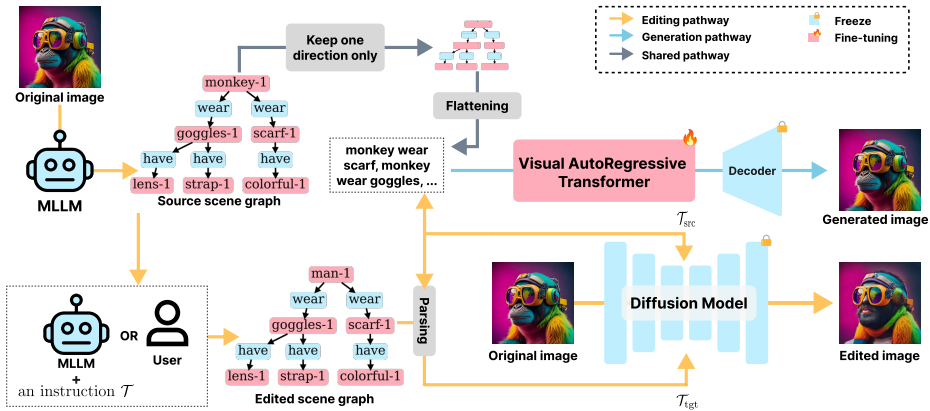 Original image
MLLM
Keep one
direction only
monkey-1
wear
wear
goggles-1
scarf-1
have
have
have
lens-1
strap-1
colorful-1
Source scene graph
Flattening
monkey wear
scarf, monkey
wear goggles, ...
Editing pathway
Generation pathway
Shared pathway
Freeze
Fine-tuning
Visual AutoRegressive
Transformer
Decoder
Generated image
MLLM
+
an instruction 𝒯
OR
User
man-1
wear
wear
goggles-1
scarf-1
have
have
have
lens-1
strap-1
colorful-1
Edited scene graph
Parsing
𝒯src
Original image
Diffusion Model
Edited image
𝒯tgt